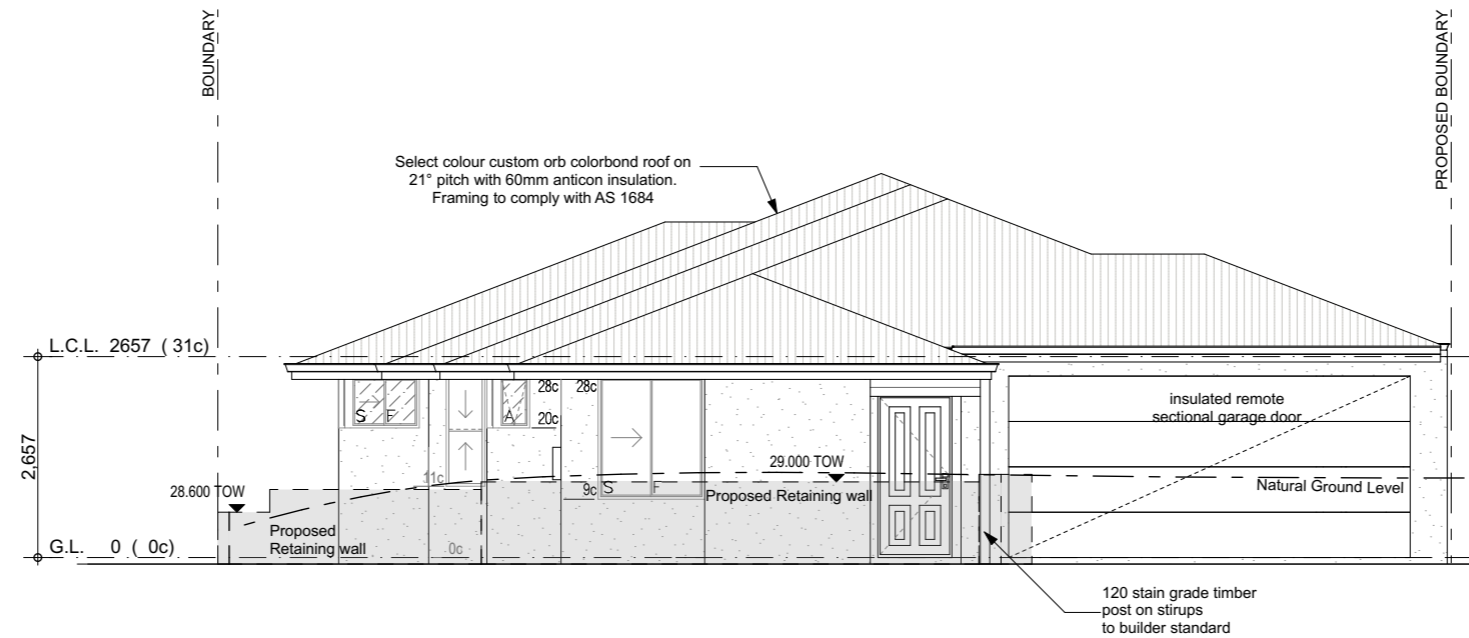 BOUNDARY
PROPOSED BOUNDARY
Select colour custom orb colorbond roof on
21° pitch with 60mm anticon insulation.
Framing to comply with AS 1684
L.C.L. 2657 ( 31c)
28c
28c
insulated remote
sectional garage door
S F
A
20c
2,657
29.000 TOW
11c
28.600 TOW
9c
S F
Proposed Retaining wall
Natural Ground Level
Proposed
Retaining wall
G.L. 0 ( 0c)
0c
120 stain grade timber
post on stirups
to builder standard